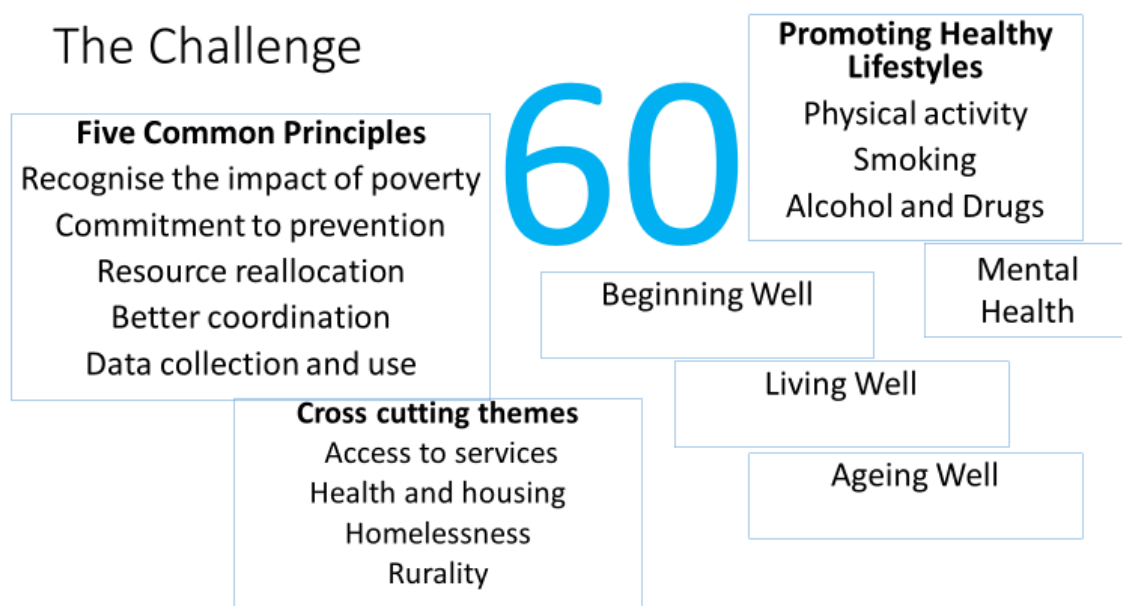 The Challenge
Five Common Principles
Recognise the impact of poverty
Commitment to prevention
Resource reallocation
Better coordination
Data collection and use
60
Promoting Healthy
Lifestyles
Physical activity
Smoking
Alcohol and Drugs
Mental
Health
Beginning Well
Living Well
Ageing Well
Cross cutting themes
Access to services
Health and housing
Homelessness
Rurality